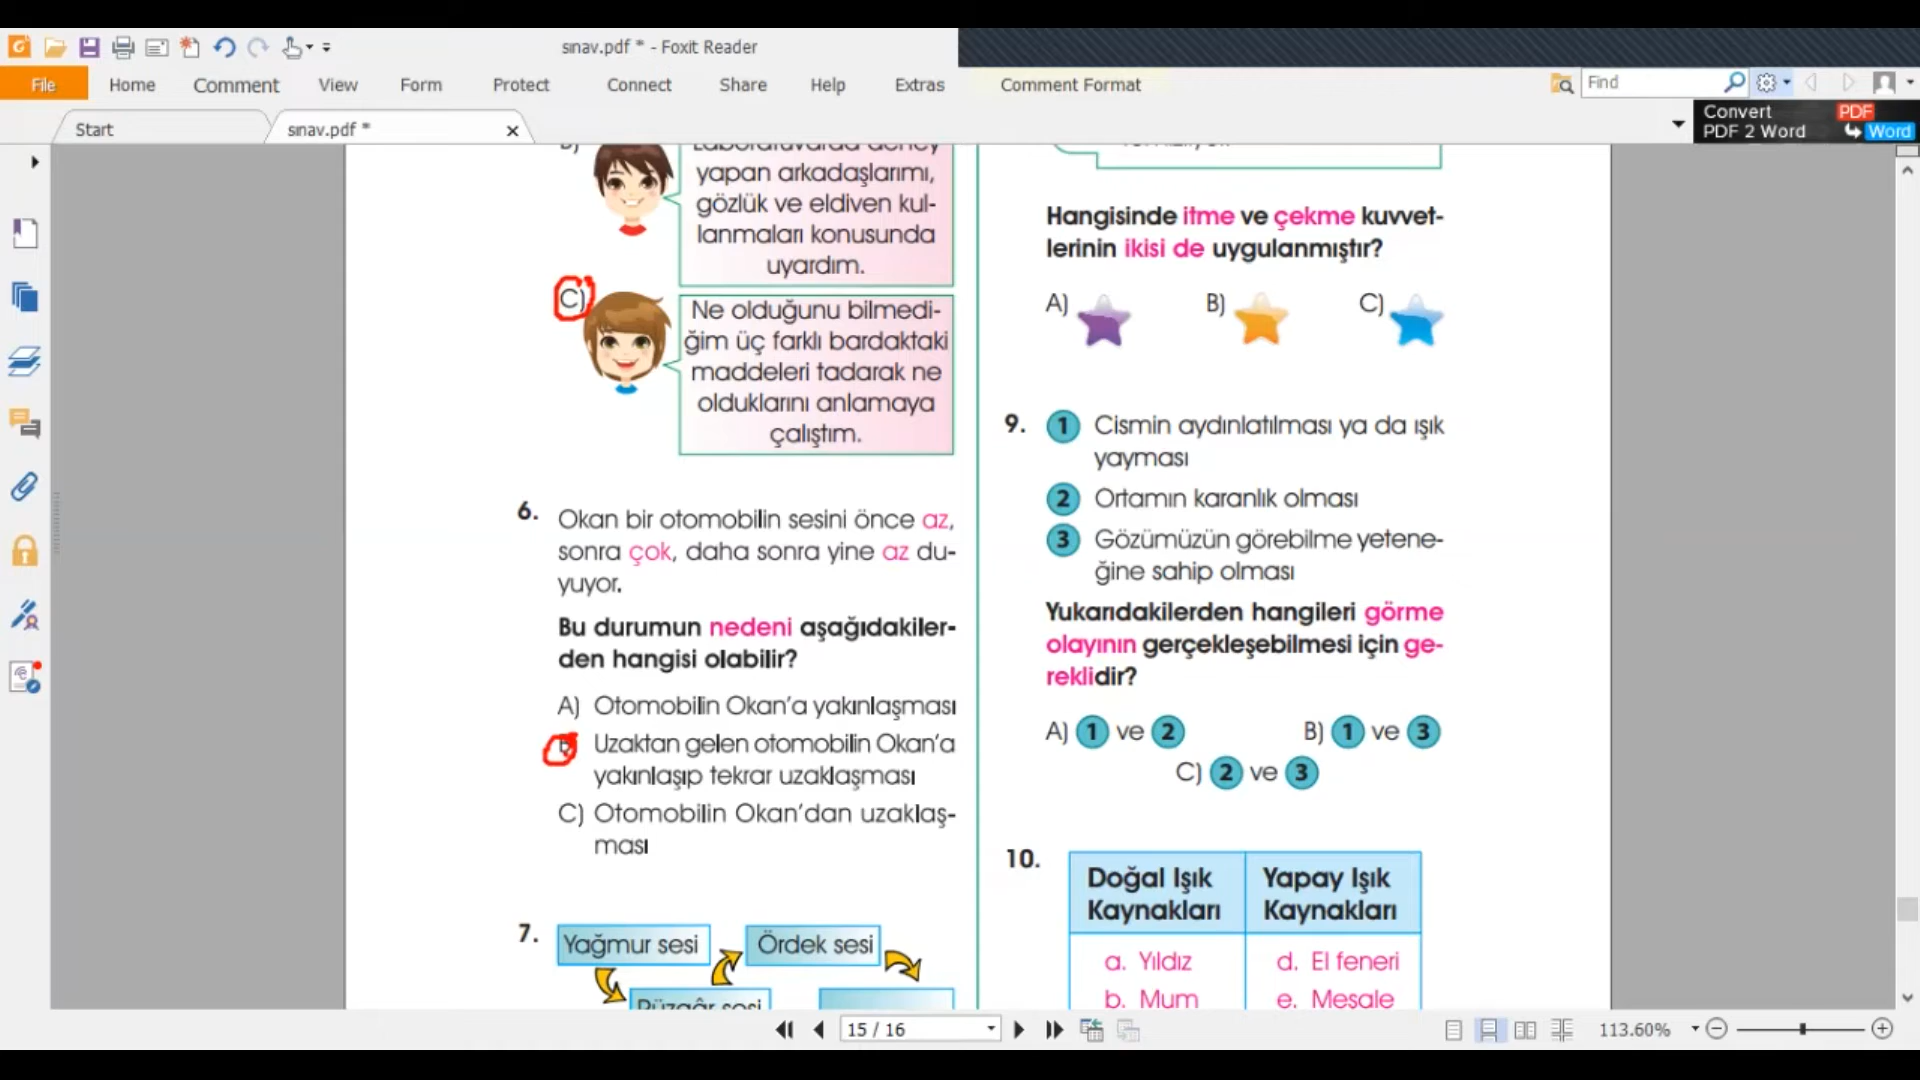 sınav.pdf * - Foxit Reader
File
Home
Comment
View
Form
Protect
Connect
Share
Help
Extras
Comment Format
Find
Start
sınav.pdf *
Convert PDF
PDF 2 Word Word
yapan arkadaşlarımı,
gözlük ve eldiven kul-
lanmaları konusunda
uyardım.
C)
Ne olduğunu bilmedi-
ğim üç farklı bardaktaki
maddeleri tadarak ne
olduklarını anlamaya
çalıştım.
6. Okan bir otomobilin sesini önce az,
sonra çok, daha sonra yine az du-
yuyor.
Bu durumun nedeni aşağıdakiler-
den hangisi olabilir?
A) Otomobilin Okan'a yakınlaşması
Uzaktan gelen otomobilin Okan'a
yakınlaşıp tekrar uzaklaşması
C) Otomobilin Okan'dan uzaklaş-
ması
7. Yağmur sesi
Ördek sesi
Rüzgâr sesi
Hangisinde itme ve çekme kuvvet-
lerinin ikisi de uygulanmıştır?
A) B) C)
9. 1 Cismin aydınlatılması ya da ışık
yayması
2 Ortamın karanlık olması
3 Gözümüzün görebilme yetene-
ğine sahip olması
Yukarıdakilerden hangileri görme
olayının gerçekleşebilmesi için ge-
reklidir?
A) 1 ve 2 B) 1 ve 3
C) 2 ve 3
10.
Doğal Işık
Kaynakları
Yapay Işık
Kaynakları
a. Yıldız
d. El feneri
b. Mum
e. Meşale
15 / 16
113.60%